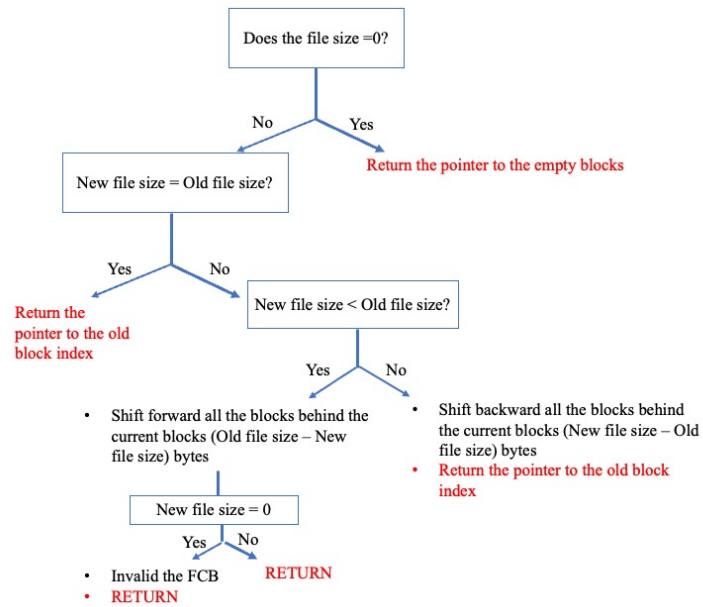 Does the file size =0?
No
Yes
Return the pointer to the empty blocks
New file size = Old file size?
Yes
No
Return the
pointer to the old
block index
New file size < Old file size?
Yes
No
• Shift forward all the blocks behind the
current blocks (Old file size – New
file size) bytes
• Shift backward all the blocks behind
the current blocks (New file size – Old
file size) bytes
• Return the pointer to the old block
index
New file size = 0
Yes
No
• Invalid the FCB
• RETURN
RETURN